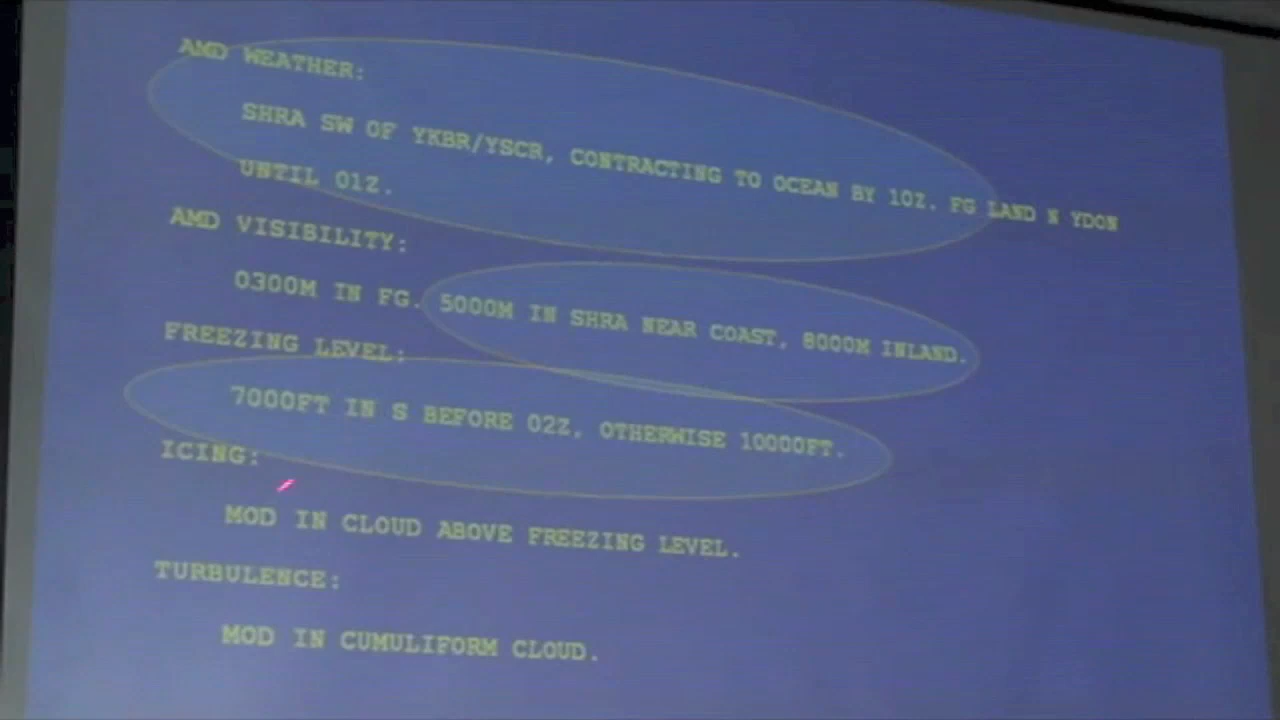 AMD WEATHER:
SHRA SW OF YKBR/YSCR, CONTRACTING TO OCEAN BY 10Z. FG LAND N YDON
UNTIL 01Z.
AMD VISIBILITY:
0300M IN FG. 5000M IN SHRA NEAR COAST, 8000M INLAND.
FREEZING LEVEL:
7000FT IN S BEFORE 02Z, OTHERWISE 10000FT.
ICING:
MOD IN CLOUD ABOVE FREEZING LEVEL.
TURBULENCE:
MOD IN CUMULIFORM CLOUD.